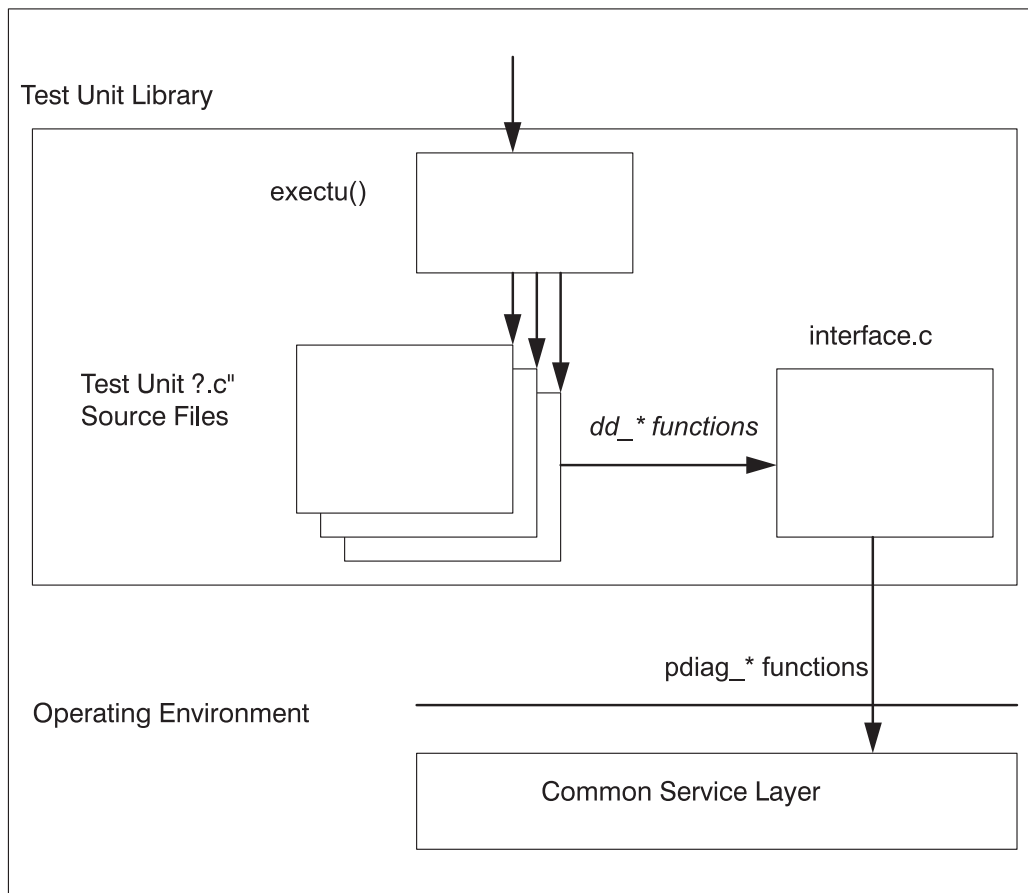 Test Unit Library
exectu()
interface.c
Test Unit ?.c"
Source Files
dd_* functions
pdiag_* functions
Operating Environment
Common Service Layer